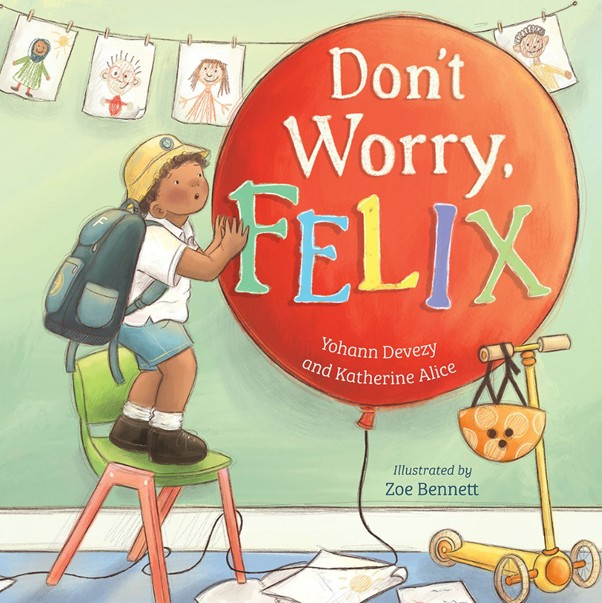 Don't
Worry,
FELIX
Yohann Devezy
and Katherine Alice
Illustrated by
Zoe Bennett
F